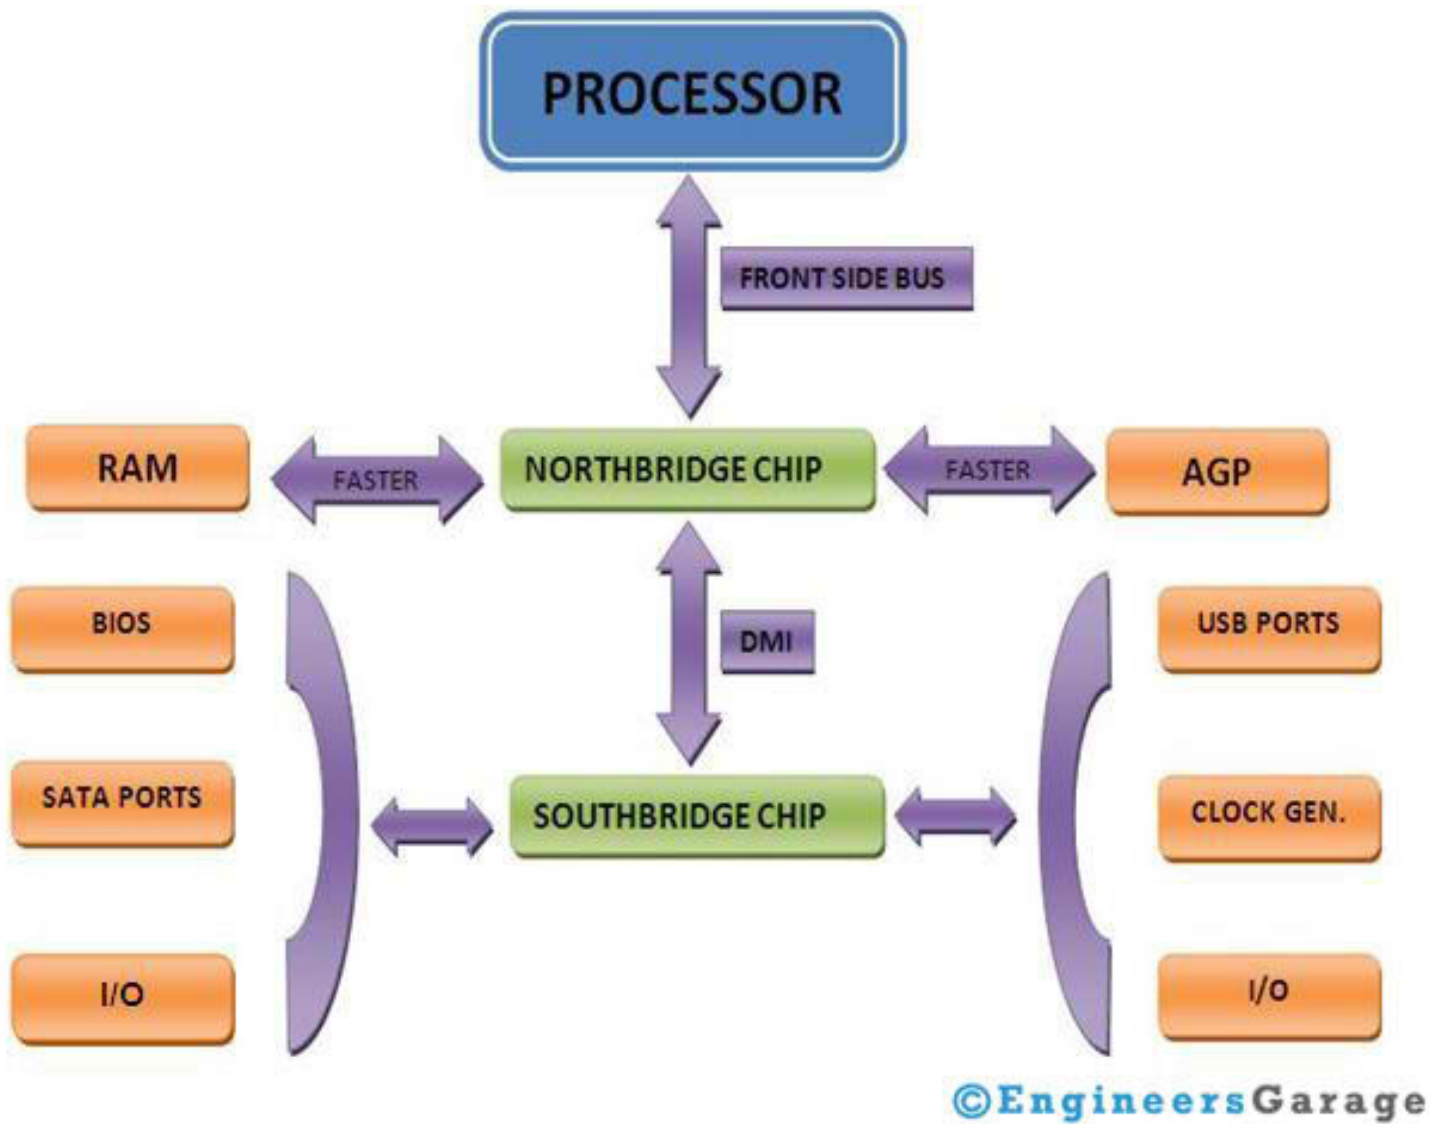 PROCESSOR
FRONT SIDE BUS
RAM
FASTER
NORTHBRIDGE CHIP
FASTER
AGP
BIOS
DMI
USB PORTS
SATA PORTS
SOUTHBRIDGE CHIP
CLOCK GEN.
I/O
I/O
©EngineersGarage